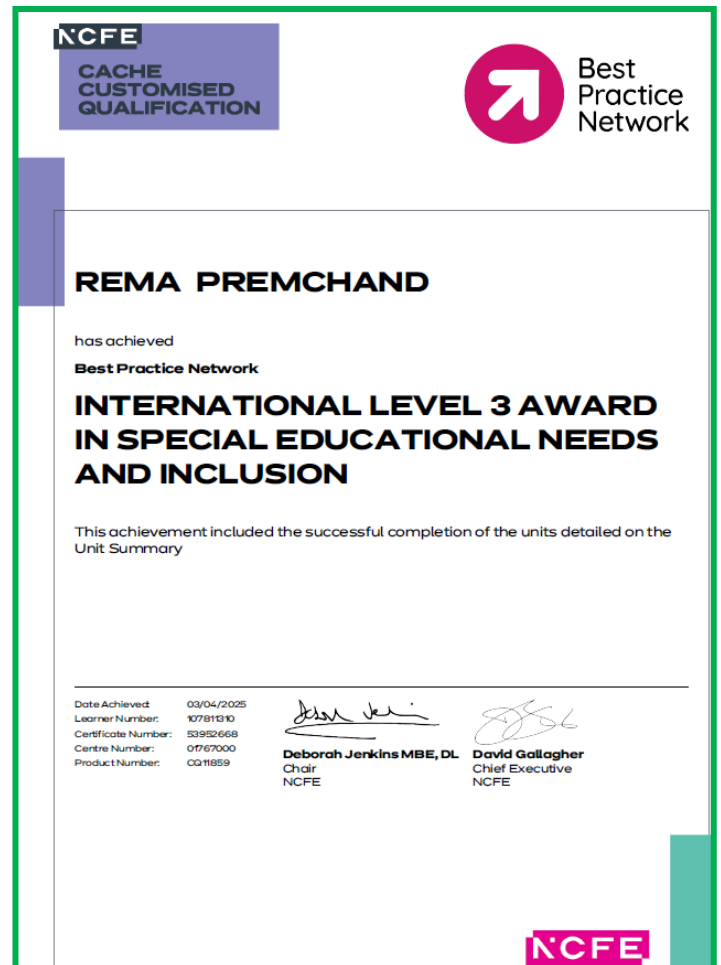 NCFE
CACHE
CUSTOMISED
QUALIFICATION
Best
Practice
Network
REMA PREMCHAND
has achieved
Best Practice Network
INTERNATIONAL LEVEL 3 AWARD
IN SPECIAL EDUCATIONAL NEEDS
AND INCLUSION
This achievement included the successful completion of the units detailed on the
Unit Summary
Date Achieved: 03/04/2025
Learner Number: 107811310
Certificate Number: 53952668
Centre Number: 01767000
Product Number: CQ11859
Deborah Jenkins MBE, DL
Chair
NCFE
David Gallagher
Chief Executive
NCFE
NCFE